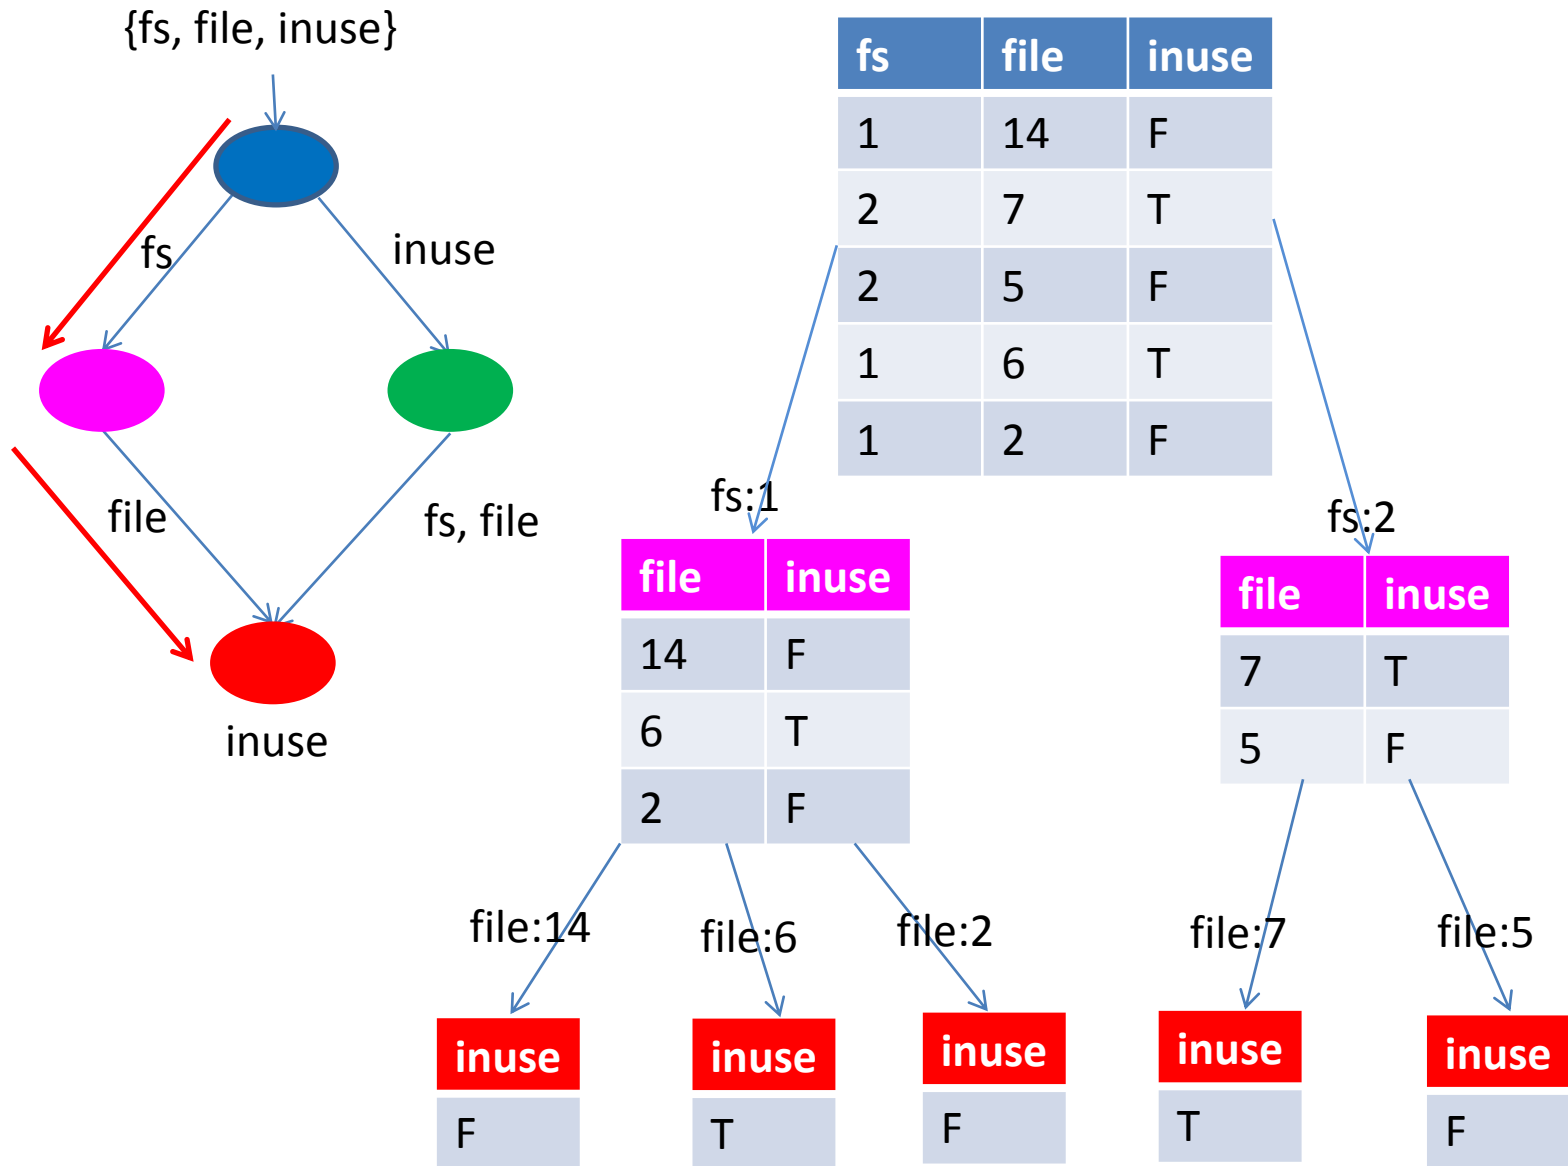 {fs, file, inuse}
fs
inuse
file
fs, file
inuse
fs file inuse
1 14 F
2 7 T
2 5 F
1 6 T
1 2 F
fs:1
fs:2
file inuse
14 F
6 T
2 F
file inuse
7 T
5 F
file:14
file:6
file:2
file:7
file:5
inuse
F
inuse
T
inuse
F
inuse
T
inuse
F